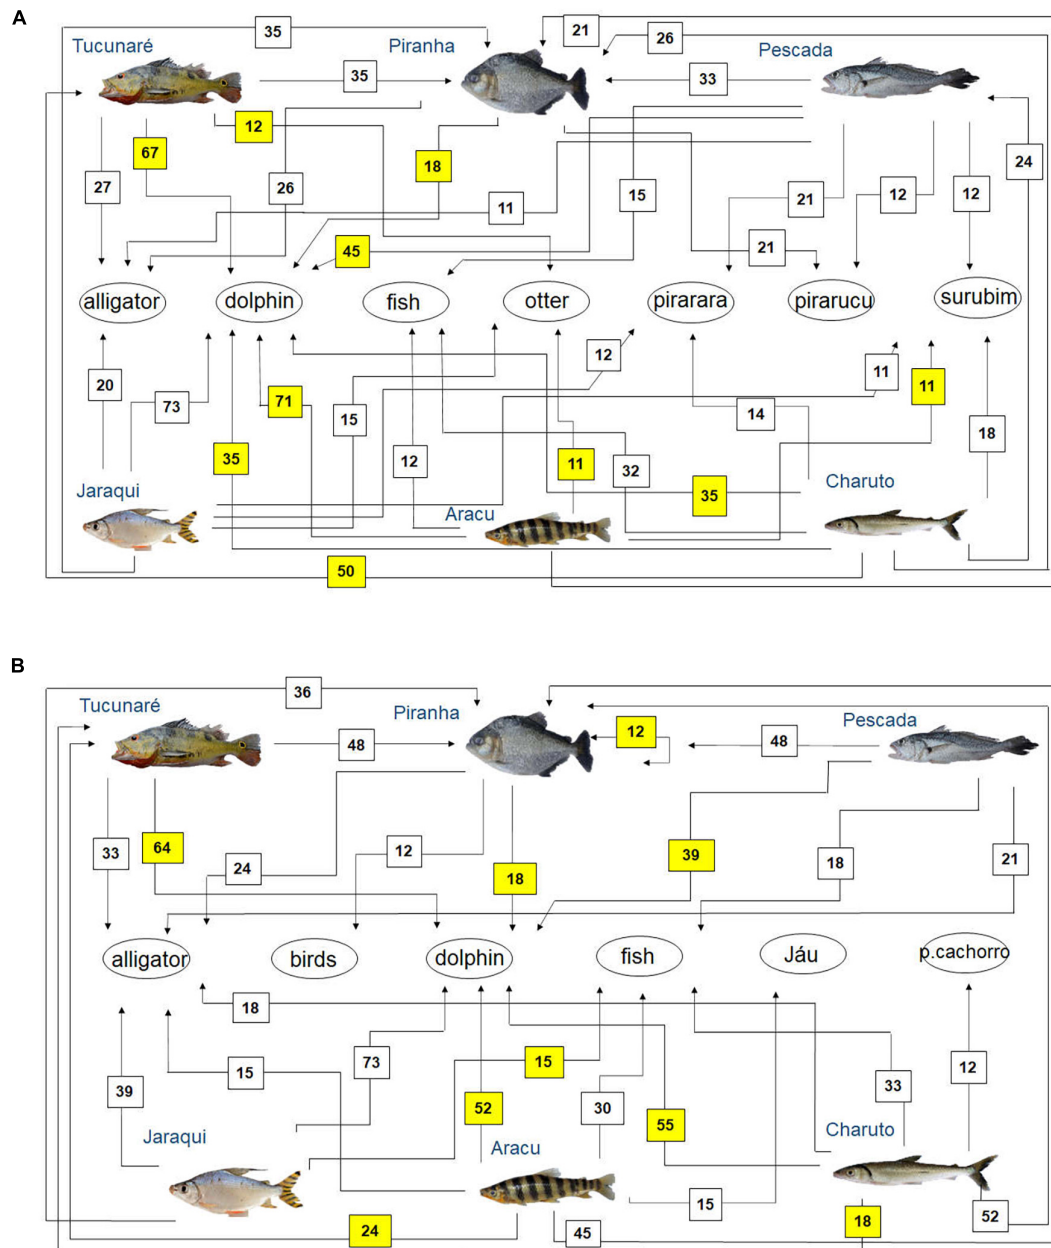 A
35
21
26
Tucunaré
Piranha
Pescada
35
33
12
67
18
24
27
26
15
21
12
12
11
45
21
alligator
dolphin
fish
otter
pirarara
pirarucu
surubim
12
11
11
20
73
71
15
14
18
35
12
11
32
35
Jaraqui
Aracu
Charuto
50
B
36
Tucunaré
Piranha
Pescada
48
12
48
33
64
24
12
18
39
18
21
alligator
birds
dolphin
fish
Jáu
p.cachorro
18
39
15
73
15
33
12
52
30
55
Jaraqui
Aracu
Charuto
15
24
45
18
52